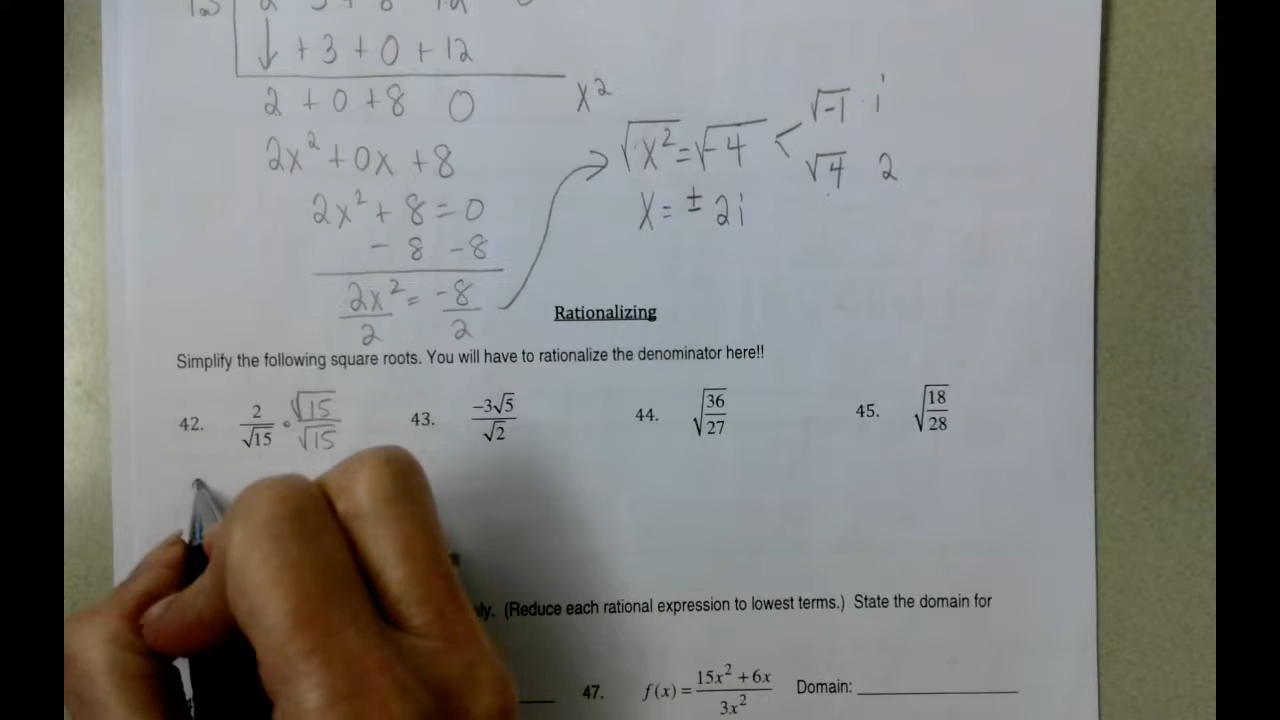 + 3 + 0 + 12
2 + 0 + 8 0 x²
2x² + 0x + 8
2x² + 8 = 0
- 8 - 8
2x² = -8
2 2
√x² = √-4 < √-1 i
√4 2
x = ± 2i
Rationalizing
Simplify the following square roots. You will have to rationalize the denominator here!!
42. 2/√15 • √15/√15 43. -3√5/√2 44. √36/27 45. √18/28
(Reduce each rational expression to lowest terms.) State the domain for
47. f(x) = 15x² + 6x/3x² Domain: